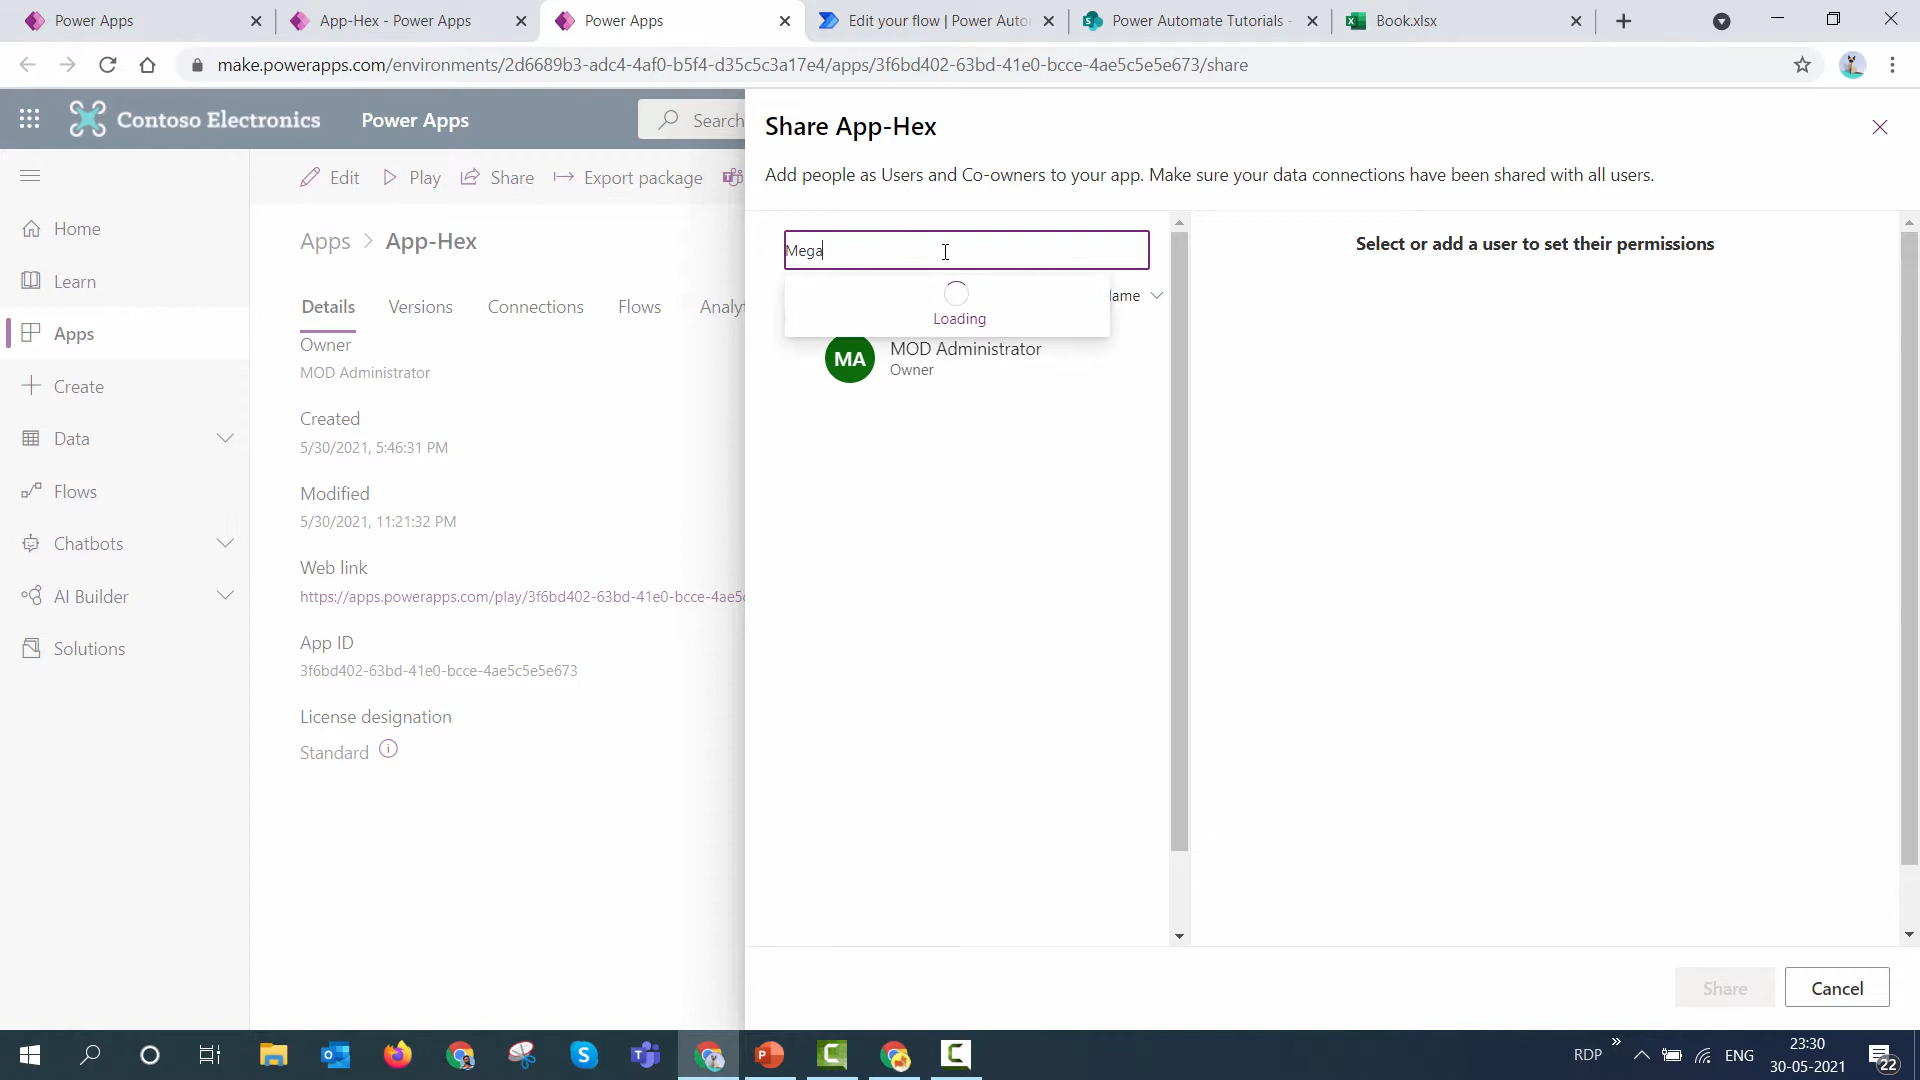 Power Apps
App-Hex - Power Apps
Power Apps
Edit your flow | Power Auto
Power Automate Tutorials -
Book.xlsx
make.powerapps.com/environments/2d6689b3-adc4-4af0-b5f4-d35c5c3a17e4/apps/3f6bd402-63bd-41e0-bcce-4ae5c5e5e673/share
Contoso Electronics
Power Apps
Search
Home
Learn
Apps
Create
Data
Flows
Chatbots
AI Builder
Solutions
Edit
Play
Share
Export package
Apps > App-Hex
Details
Versions
Connections
Flows
Analyt
Owner
MOD Administrator
Created
5/30/2021, 5:46:31 PM
Modified
5/30/2021, 11:21:32 PM
Web link
https://apps.powerapps.com/play/3f6bd402-63bd-41e0-bcce-4ae5c
App ID
3f6bd402-63bd-41e0-bcce-4ae5c5e5e673
License designation
Standard
Share App-Hex
Add people as Users and Co-owners to your app. Make sure your data connections have been shared with all users.
Mega
Loading
ame
MA
MOD Administrator
Owner
Select or add a user to set their permissions
Share
Cancel
RDP
ENG
23:30
30-05-2021
22